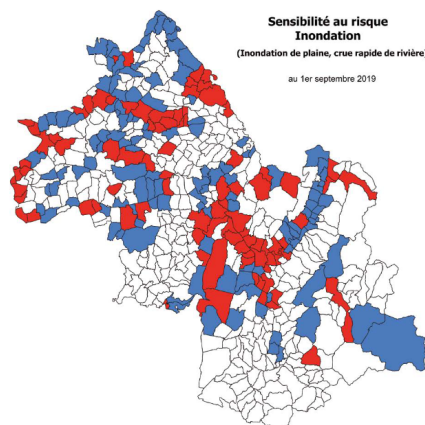 Sensibilité au risque
Inondation
(Inondation de plaine, crue rapide de rivière)
au 1er septembre 2019